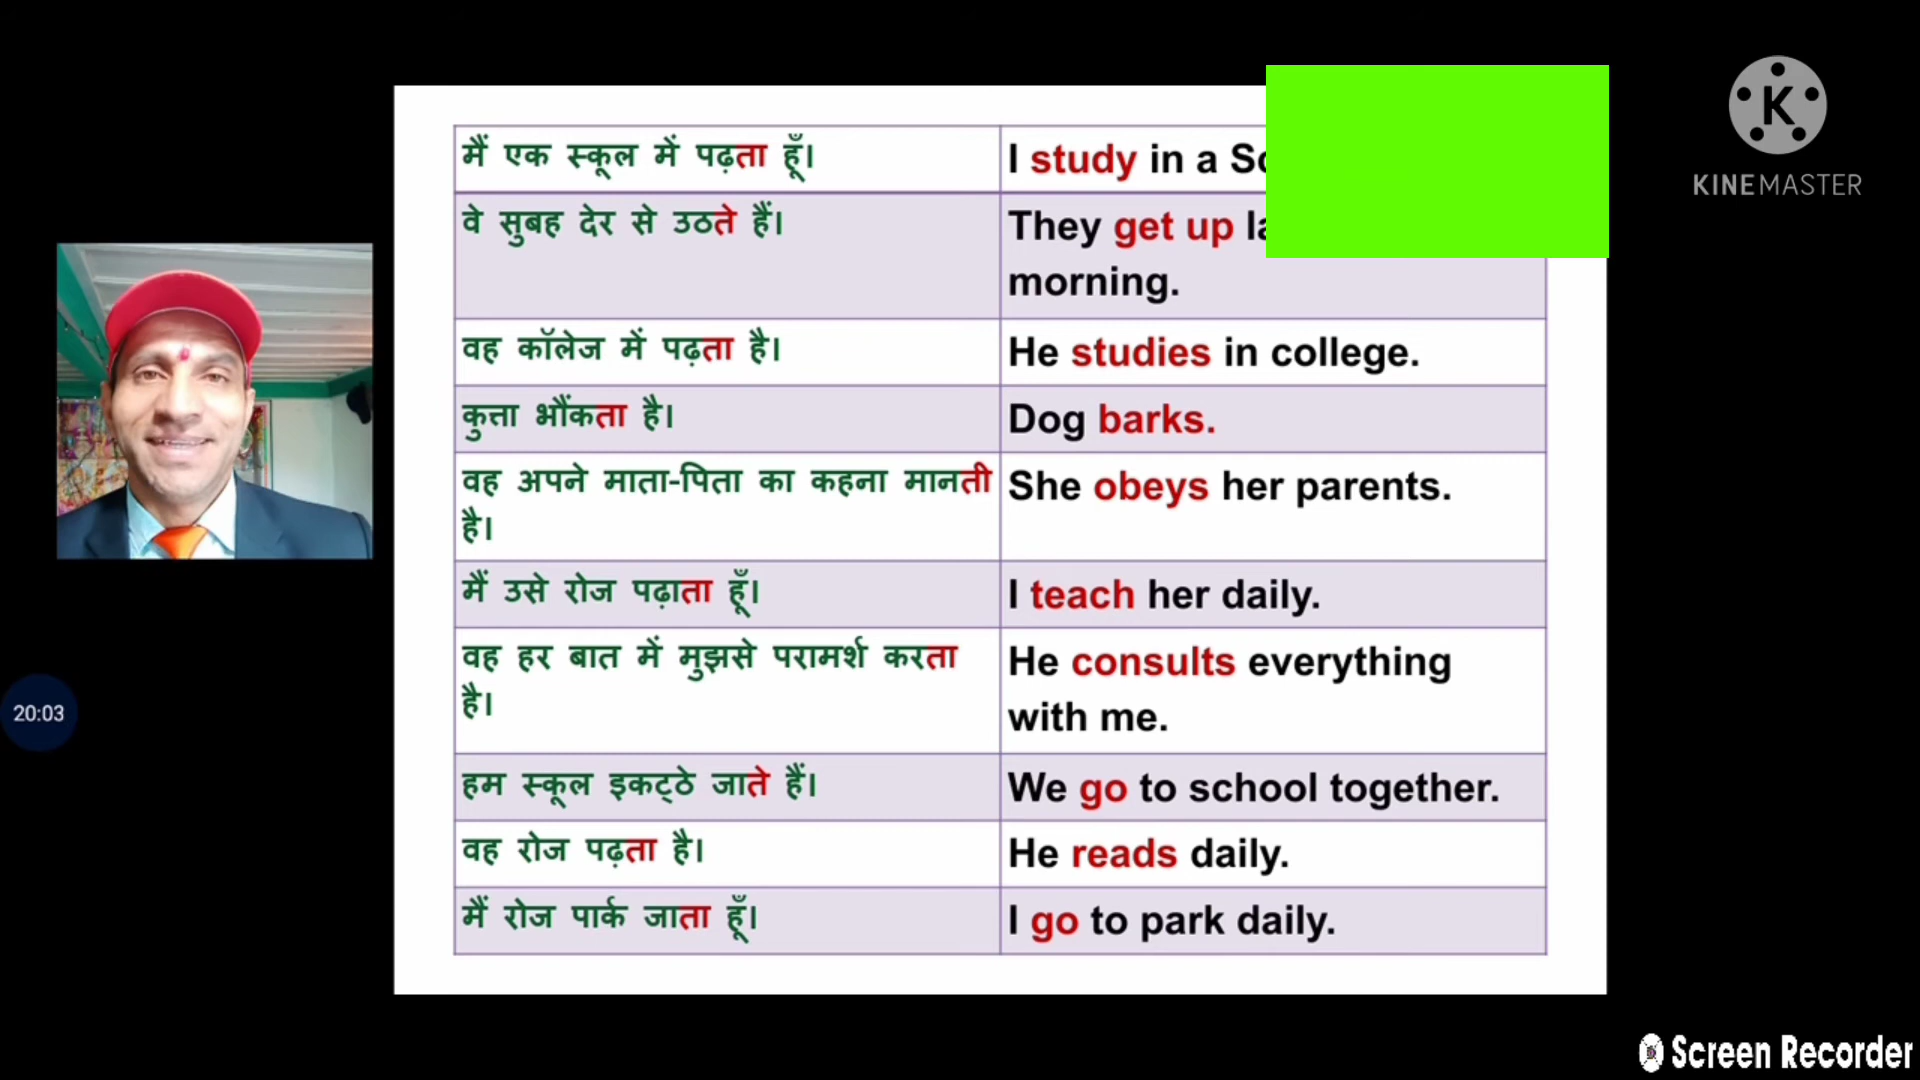 मैं एक स्कूल में पढ़ता हूँ।
I study in a
वे सुबह देर से उठते हैं।
They get up
morning.
वह कॉलेज में पढ़ता है।
He studies in college.
कुत्ता भौंकता है।
Dog barks.
वह अपने माता-पिता का कहना मानती
है।
She obeys her parents.
मैं उसे रोज पढ़ाता हूँ।
I teach her daily.
वह हर बात में मुझसे परामर्श करता
है।
He consults everything
with me.
हम स्कूल इकट्ठे जाते हैं।
We go to school together.
वह रोज पढ़ता है।
He reads daily.
मैं रोज पार्क जाता हूँ।
I go to park daily.
20:03
K
KINEMASTER
Screen Recorder